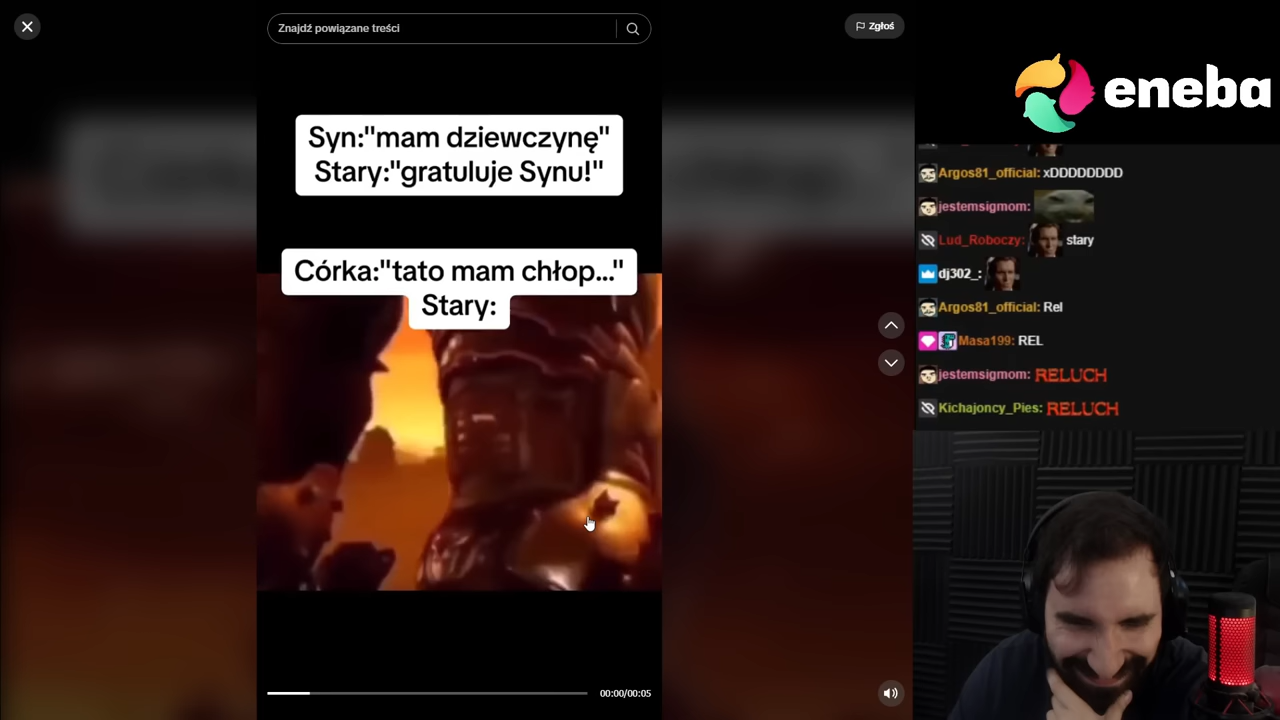 Znajdź powiązane treści
Zgłoś
eneba
Syn:"mam dziewczynę"
Stary:"gratuluje Synu!"
Córka:"tato mam chłop..."
Stary:
00:00/00:05
Argos81_official: xDDDDDDDD
jestemsigmom:
Lud_Roboczy: stary
dj302_:
Argos81_official: Rel
Masa199: REL
jestemsigmom: RELUCH
Kichajoncy_Pies: RELUCH